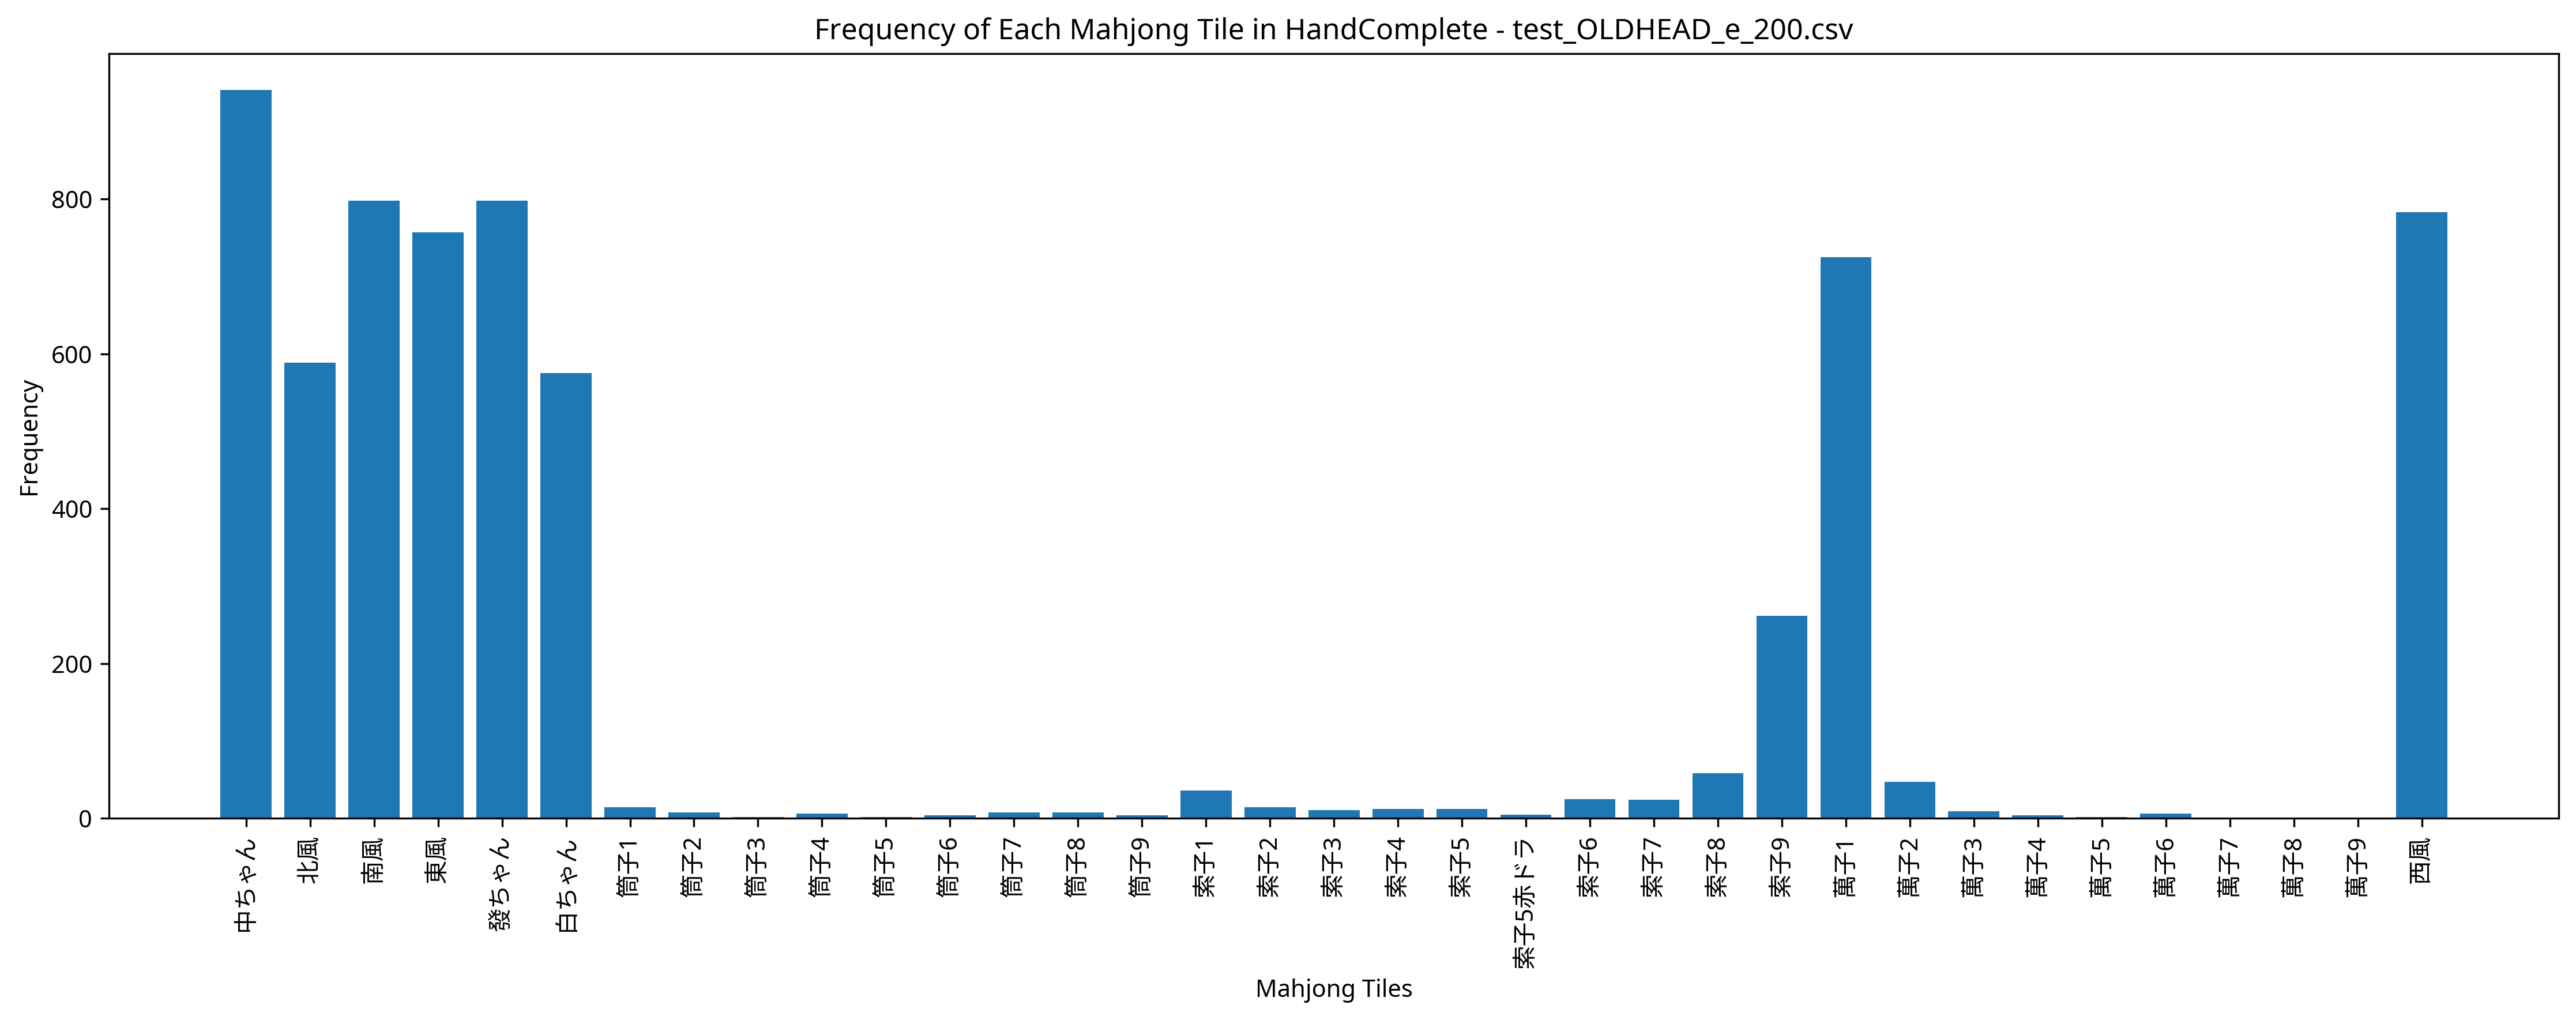 Frequency of Each Mahjong Tile in HandComplete - test_OLDHEAD_e_200.csv
Frequency
800
600
400
200
0
中ちゃん
北風
南風
東風
發ちゃん
白ちゃん
筒子1
筒子2
筒子3
筒子4
筒子5
筒子6
筒子7
筒子8
筒子9
索子1
索子2
索子3
索子4
索子5
索子5赤ドラ
索子6
索子7
索子8
索子9
萬子1
萬子2
萬子3
萬子4
萬子5
萬子6
萬子7
萬子8
萬子9
西風
Mahjong Tiles